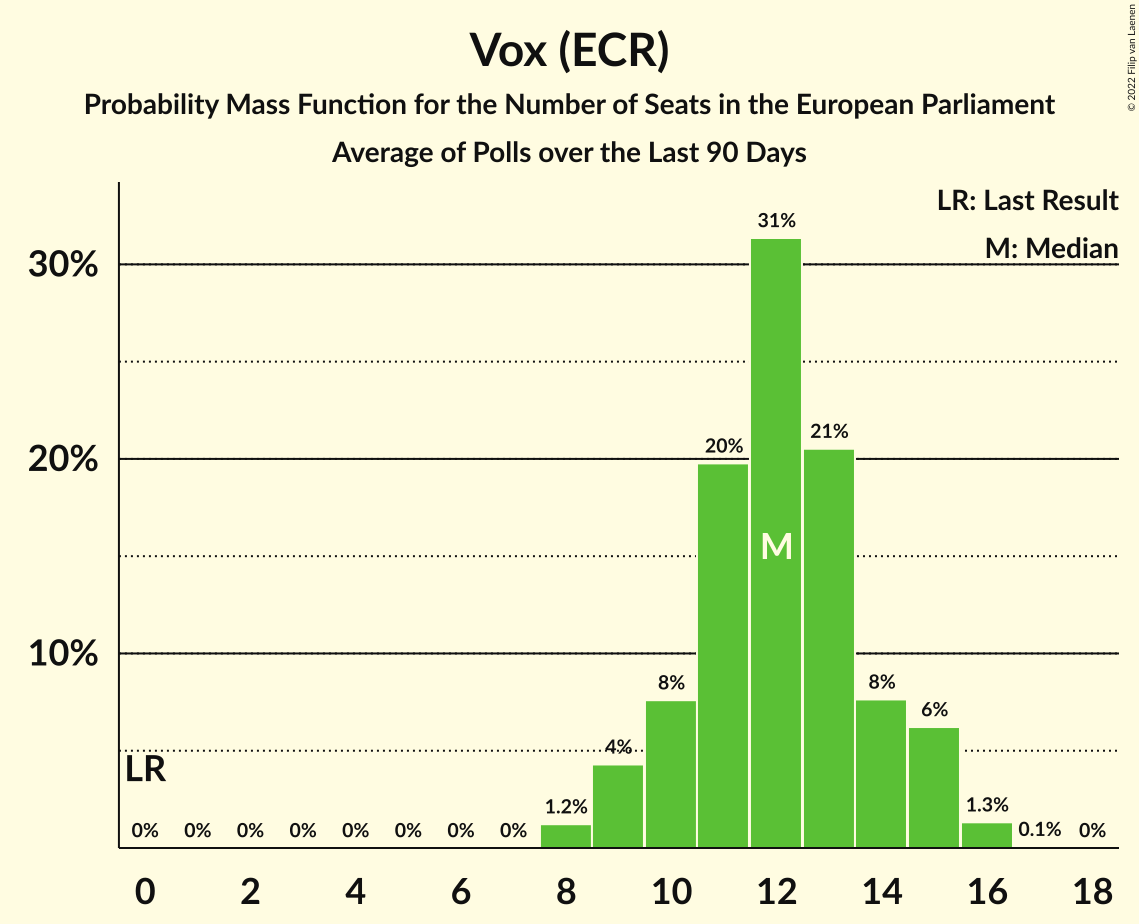 Vox (ECR)
Probability Mass Function for the Number of Seats in the European Parliament
Average of Polls over the Last 90 Days
© 2022 Filip van Laenen
LR: Last Result
M: Median
30%
20%
10%
31%
21%
20%
M
8%
8%
6%
4%
LR
1.2%
1.3%
0% 0% 0% 0% 0% 0% 0% 0% 0.1% 0%
0 2 4 6 8 10 12 14 16 18